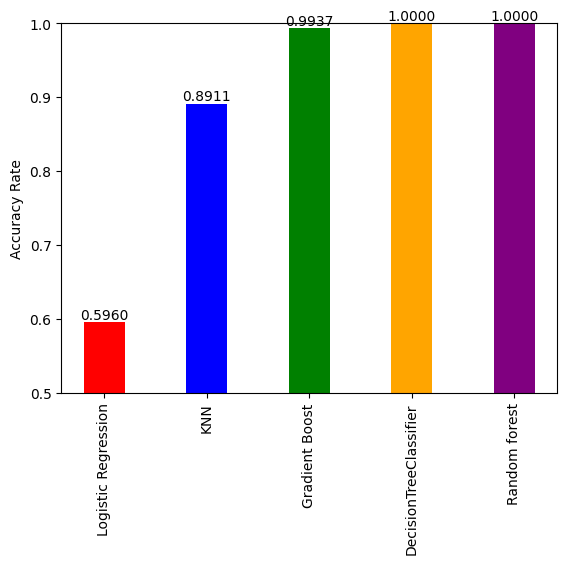 0.5960
0.8911
0.9937
1.0000
1.0000
1.0
0.9
0.8
0.7
0.6
0.5
Accuracy Rate
Logistic Regression
KNN
Gradient Boost
DecisionTreeClassifier
Random forest